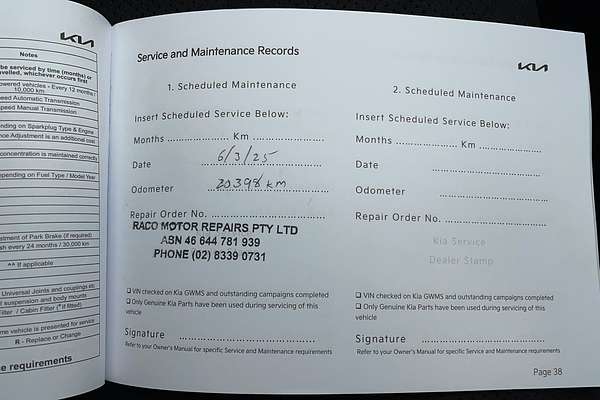 Notes
be serviced by time (months) or
travelled, whichever occurs first
powered vehicles - Every 12 months /
10,000 km
Speed Automatic Transmission
Speed Manual Transmission
ending on Sparkplug Type & Engine
nce Adjustment is an additional cost
concentration is maintained correctly
epending on Fuel Type / Model Year
stment of Park Brake (if required)
sh every 24 months / 30,000 km
^^ If applicable
Universal Joints and couplings etc
f suspension and body mounts
Filter / Cabin Filter (* if fitted)
me vehicle is presented for service
R - Replace or Change
e requirements
KIA
Service and Maintenance Records
KIA
1. Scheduled Maintenance
Insert Scheduled Service Below:
Months ................ Km ................
Date 6/3/25
Odometer 20398 km
Repair Order No. ................
RACO MOTOR REPAIRS PTY LTD
ABN 46 644 781 939
PHONE (02) 8339 0731
VIN checked on Kia GWMS and outstanding campaigns completed
Only Genuine Kia Parts have been used during servicing of this
vehicle
Signature ................
Refer to your Owner's Manual for specific Service and Maintenance requirements
2. Scheduled Maintenance
Insert Scheduled Service Below:
Months ................ Km ................
Date ................
Odometer ................
Repair Order No. ................
Kia Service
Dealer Stamp
VIN checked on Kia GWMS and outstanding campaigns completed
Only Genuine Kia Parts have been used during servicing of this
vehicle
Signature ................
Refer to your Owner's Manual for specific Service and Maintenance requirements
Page 38